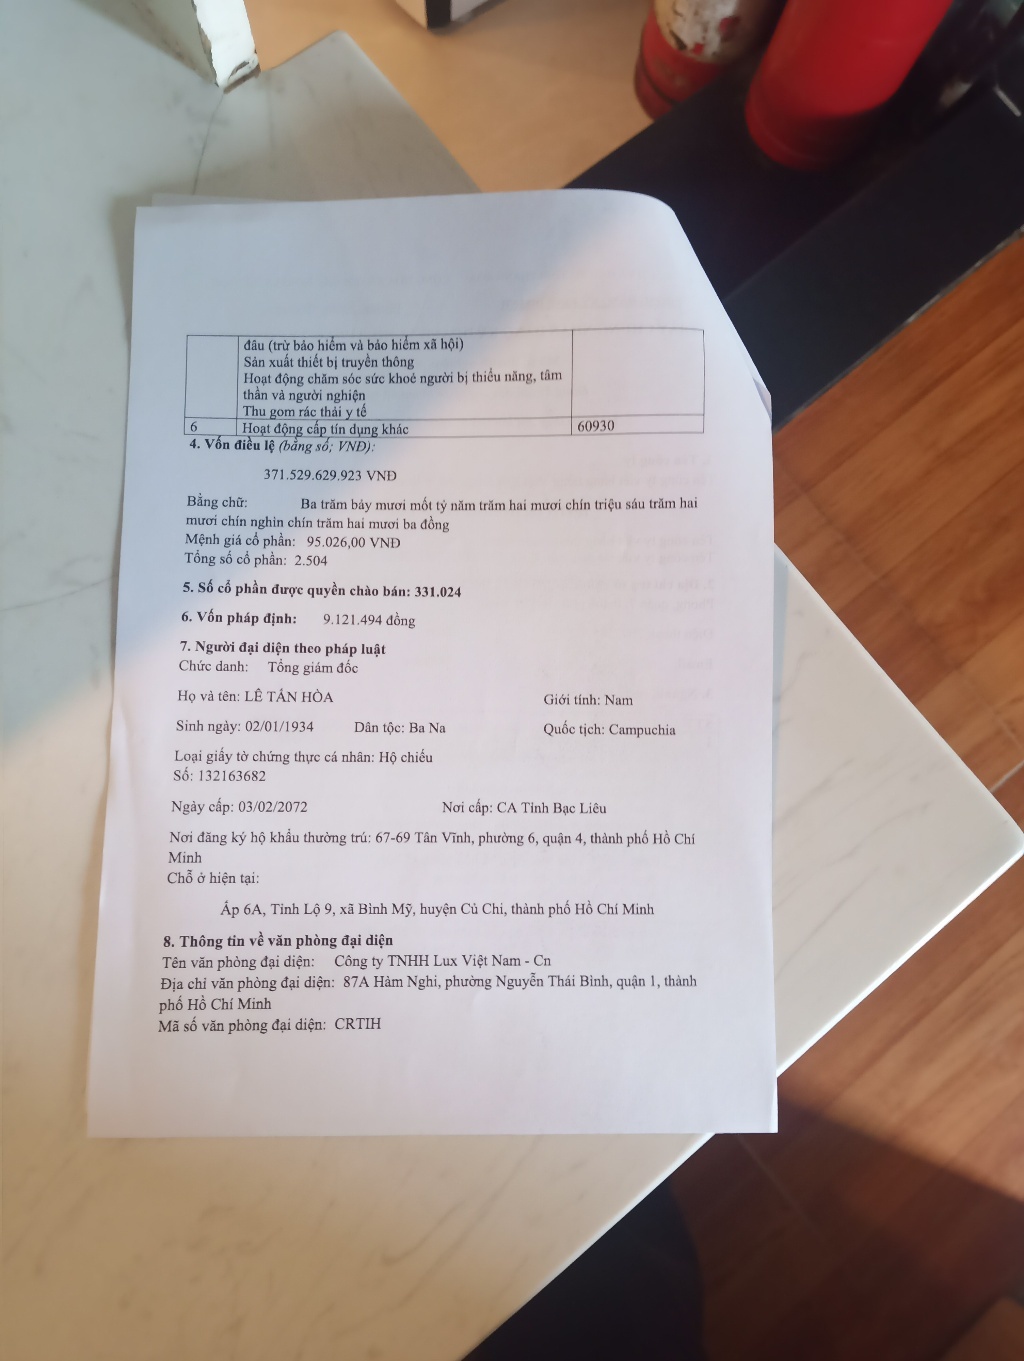 đâu (trừ bảo hiểm và bảo hiểm xã hội)
Sản xuất thiết bị truyền thông
Hoạt động chăm sóc sức khoẻ người bị thiểu năng, tâm
thần và người nghiện
Thu gom rác thải y tế
6 Hoạt động cấp tín dụng khác 60930
4. Vốn điều lệ (bằng số; VNĐ):
371.529.629.923 VNĐ
Bằng chữ: Ba trăm bảy mươi mốt tỷ năm trăm hai mươi chín triệu sáu trăm hai
mươi chín nghìn chín trăm hai mươi ba đồng
Mệnh giá cổ phần: 95.026,00 VNĐ
Tổng số cổ phần: 2.504
5. Số cổ phần được quyền chào bán: 331.024
6. Vốn pháp định: 9.121.494 đồng
7. Người đại diện theo pháp luật
Chức danh: Tổng giám đốc
Họ và tên: LÊ TẤN HÒA Giới tính: Nam
Sinh ngày: 02/01/1934 Dân tộc: Ba Na Quốc tịch: Campuchia
Loại giấy tờ chứng thực cá nhân: Hộ chiếu
Số: 132163682
Ngày cấp: 03/02/2072 Nơi cấp: CA Tỉnh Bạc Liêu
Nơi đăng ký hộ khẩu thường trú: 67-69 Tân Vĩnh, phường 6, quận 4, thành phố Hồ Chí
Minh
Chỗ ở hiện tại:
Ấp 6A, Tỉnh Lộ 9, xã Bình Mỹ, huyện Củ Chi, thành phố Hồ Chí Minh
8. Thông tin về văn phòng đại diện
Tên văn phòng đại diện: Công ty TNHH Lux Việt Nam - Cn
Địa chỉ văn phòng đại diện: 87A Hàm Nghi, phường Nguyễn Thái Bình, quận 1, thành
phố Hồ Chí Minh
Mã số văn phòng đại diện: CRTIH